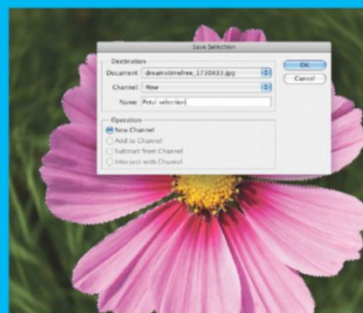 Save Selection
Destination
Document: dreamstimefree_1730833.jpg
Channel: New
Name: Petal selection
OK
Cancel
Operation
New Channel
Add to Channel
Subtract from Channel
Intersect with Channel